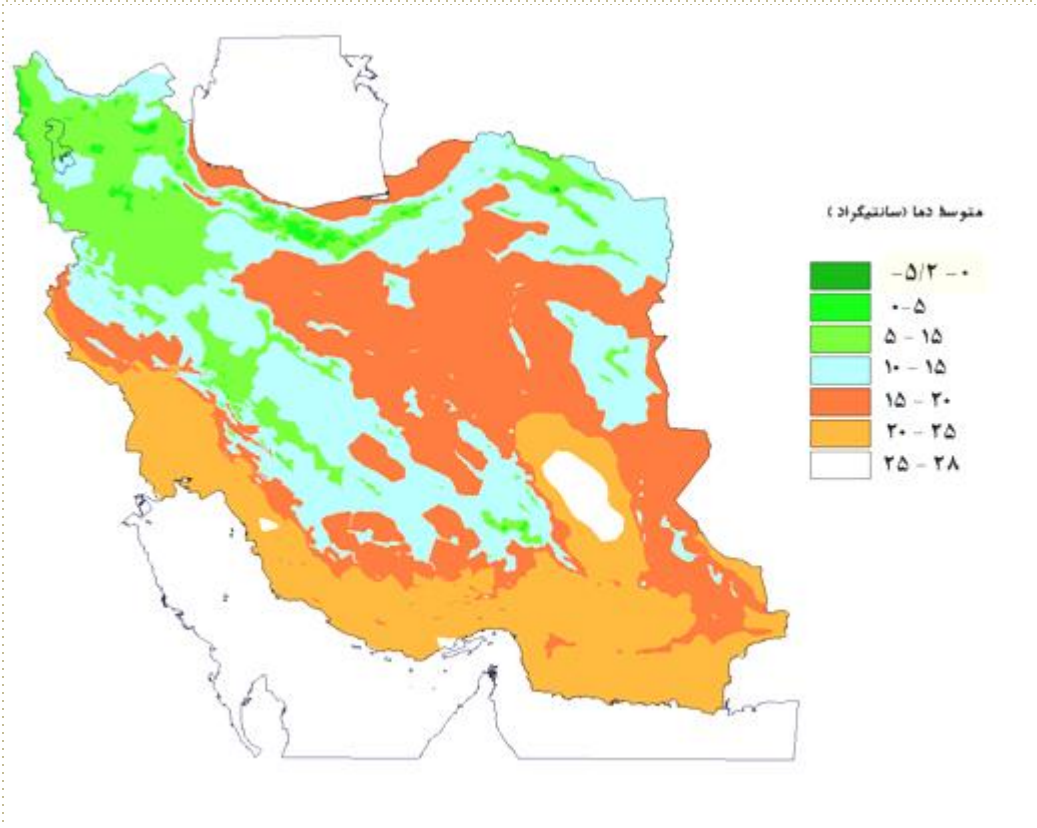 متوسط دما (سانتیگراد)
-۵/۲ - ۰
۰-۵
۵ - ۱۵
۱۰ - ۱۵
۱۵ - ۲۰
۲۰ - ۲۵
۲۵ - ۲۸